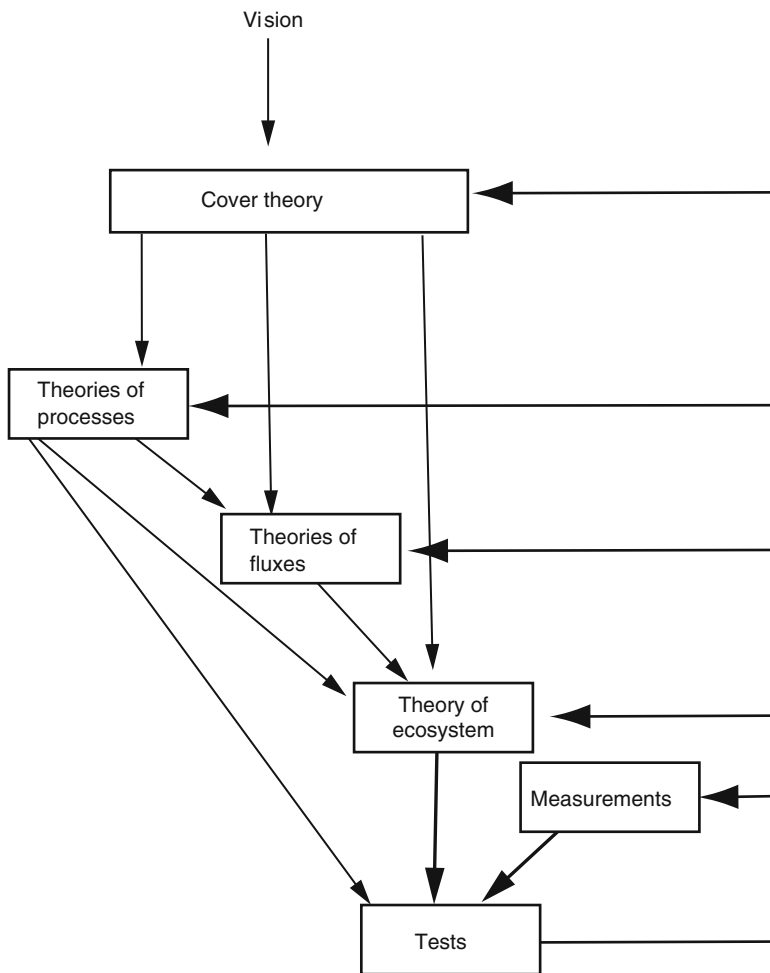 Vision
Cover theory
Theories of
processes
Theories of
fluxes
Theory of
ecosystem
Measurements
Tests